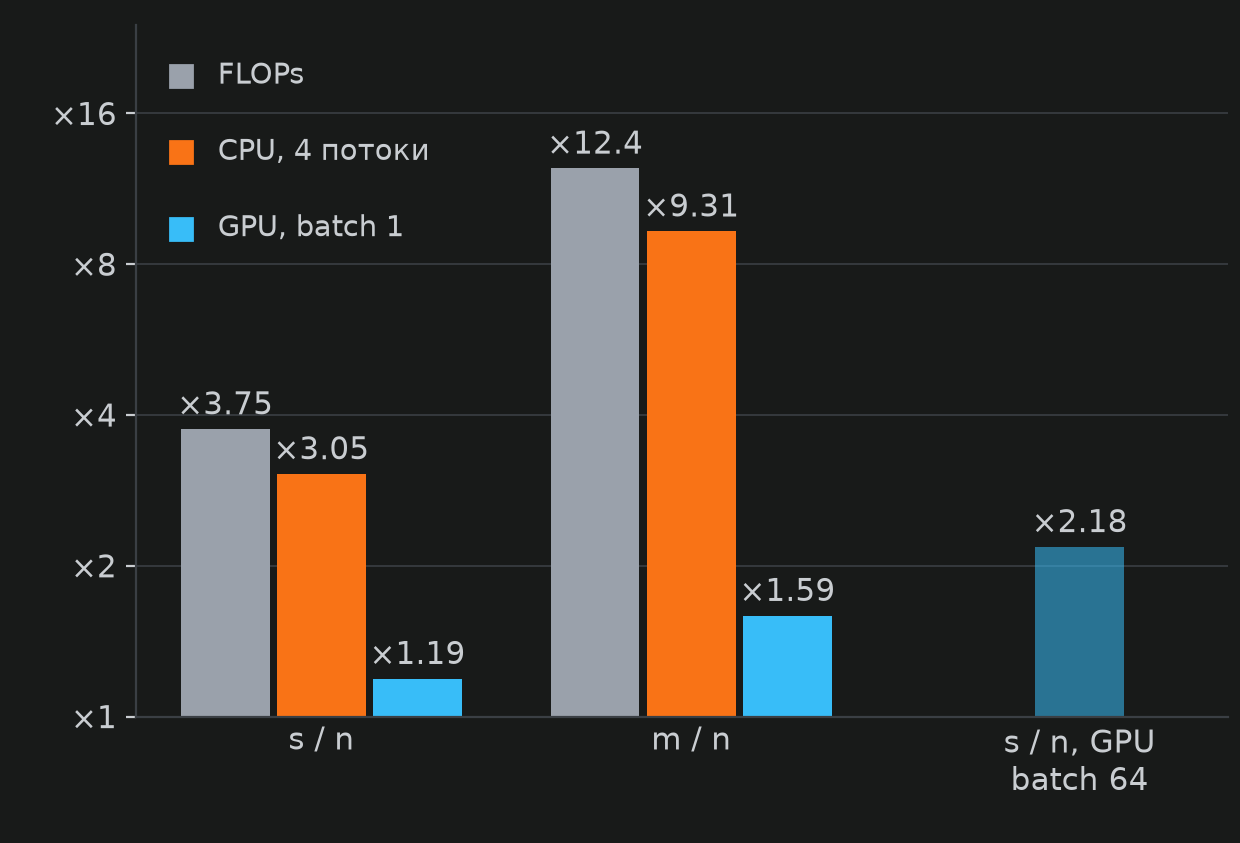 FLOPs
CPU, 4 потоки
GPU, batch 1
×16
×8
×4
×2
×1
×3.75
×3.05
×1.19
×12.4
×9.31
×1.59
×2.18
s / n
m / n
s / n, GPU
batch 64